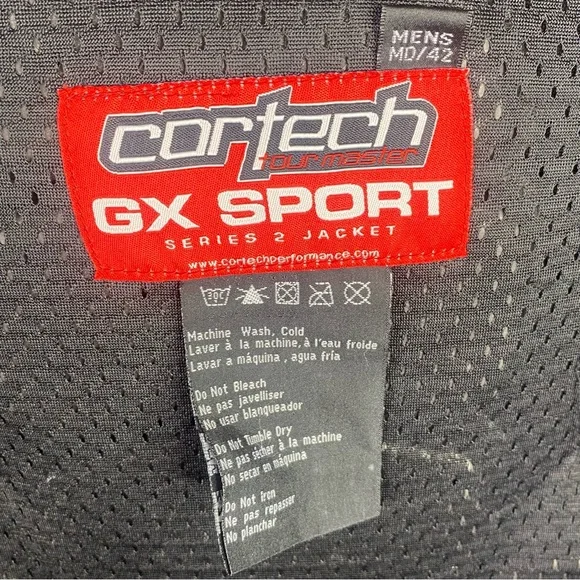 MENS
MD/42
cortech
tourmaster
GX SPORT
SERIES 2 JACKET
www.cortechperformance.com
30C
Machine Wash, Cold
Laver à la machine, à l'eau froide
Lavar a máquina, agua fría
Do Not Bleach
Ne pas javelliser
No usar blanqueador
Do Not Tumble Dry
Ne pas sècher à la machine
No secar en máquina
Do Not iron
Ne pas repasser
No planchar